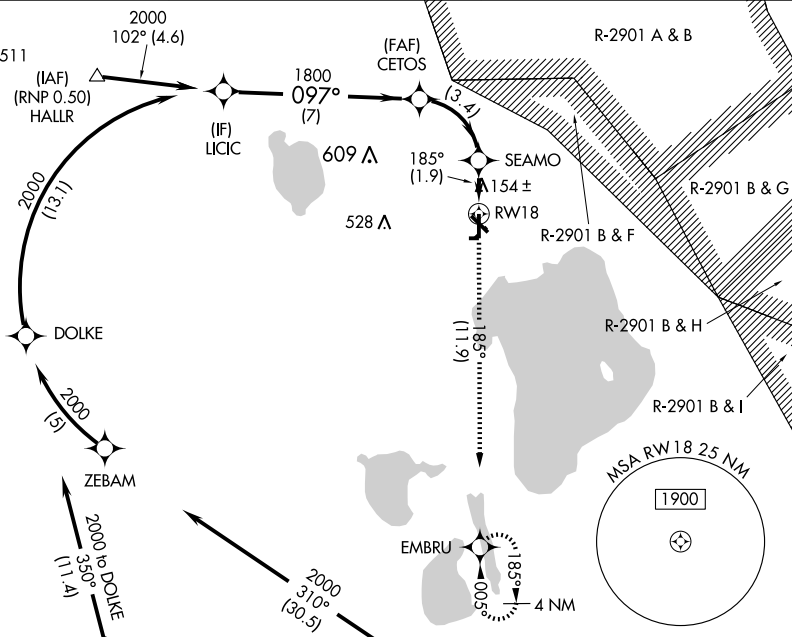 2000
102° (4.6)
511
(IAF)
(RNP 0.50)
HALLR
(FAF)
CETOS
R-2901 A & B
1800
097°
(7)
(3.4)
(IF)
LICIC
609
185°
(1.9)
SEAMO
154 ±
RW18
528
2000
(13.1)
R-2901 B & G
R-2901 B & F
DOLKE
185°
(11.9)
R-2901 B & H
2000
(5)
R-2901 B & I
ZEBAM
MSA RW18 25 NM
1900
2000 to DOLKE
350°
(11.4)
2000
310°
(30.5)
EMBRU
185°
005°
4 NM